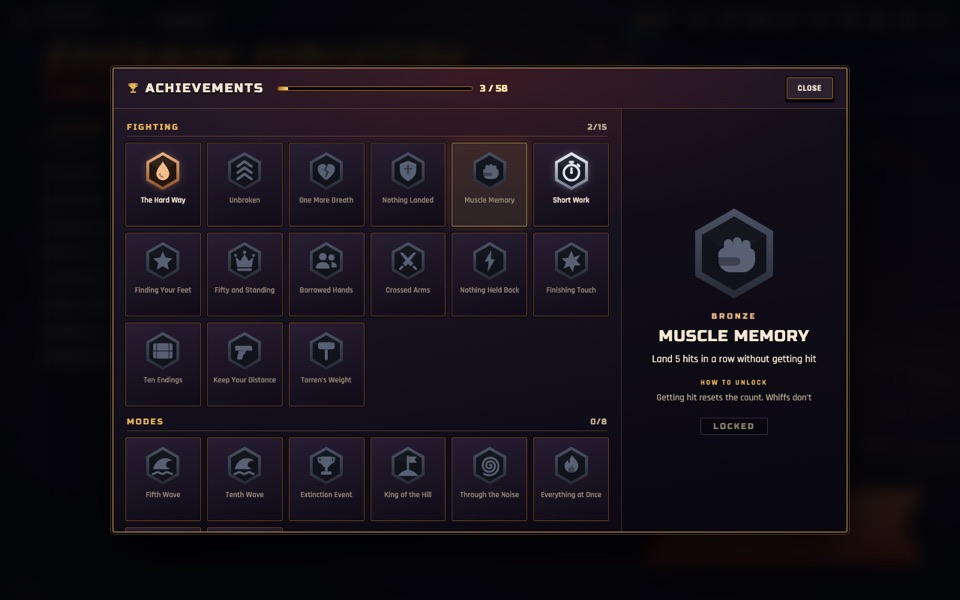 ACHIEVEMENTS
3 / 58
CLOSE
FIGHTING
2/15
The Hard Way
Unbroken
One More Breath
Nothing Landed
Muscle Memory
Short Work
Finding Your Feet
Fifty and Standing
Borrowed Hands
Crossed Arms
Nothing Held Back
Finishing Touch
Ten Endings
Keep Your Distance
Torren's Weight
MODES
0/8
Fifth Wave
Tenth Wave
Extinction Event
King of the Hill
Through the Noise
Everything at Once
BRONZE
MUSCLE MEMORY
Land 5 hits in a row without getting hit
HOW TO UNLOCK
Getting hit resets the count. Whiffs don't
LOCKED